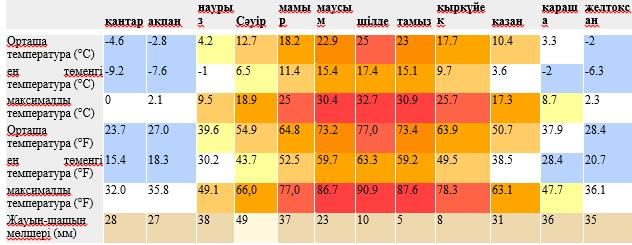 қаңтар ақпан наурыз Сәуір мамыр маусым шілде тамыз қыркүйек казан қараша желтоқсан
Орташа температура (°C) -4.6 -2.8 4.2 12.7 18.2 22.9 25 23 17.7 10.4 3.3 -2
ең төменгі температура (°C) -9.2 -7.6 -1 6.5 11.4 15.4 17.4 15.1 9.7 3.6 -2 -6.3
максималды температура (°C) 0 2.1 9.5 18.9 25 30.4 32.7 30.9 25.7 17.3 8.7 2.3
Орташа температура (°F) 23.7 27.0 39.6 54.9 64.8 73.2 77,0 73.4 63.9 50.7 37.9 28.4
ең төменгі температура (°F) 15.4 18.3 30.2 43.7 52.5 59.7 63.3 59.2 49.5 38.5 28.4 20.7
максималды температура (°F) 32.0 35.8 49.1 66,0 77,0 86.7 90.9 87.6 78.3 63.1 47.7 36.1
Жауын-шашын мөлшері (мм) 28 27 38 49 37 23 10 5 8 31 36 35